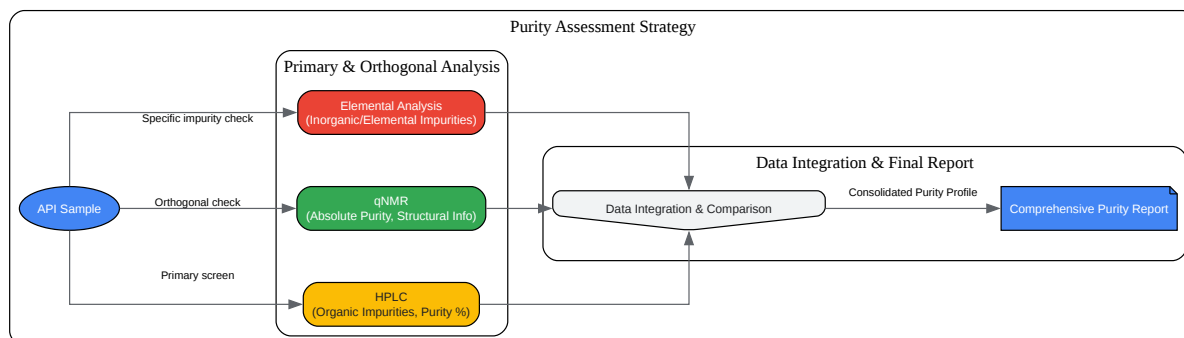 Purity Assessment Strategy
Primary & Orthogonal Analysis
Elemental Analysis
(Inorganic/Elemental Impurities)
Specific impurity check
Data Integration & Final Report
qNMR
(Absolute Purity, Structural Info)
API Sample
Orthogonal check
Data Integration & Comparison
Consolidated Purity Profile
Comprehensive Purity Report
Primary screen
HPLC
(Organic Impurities, Purity %)